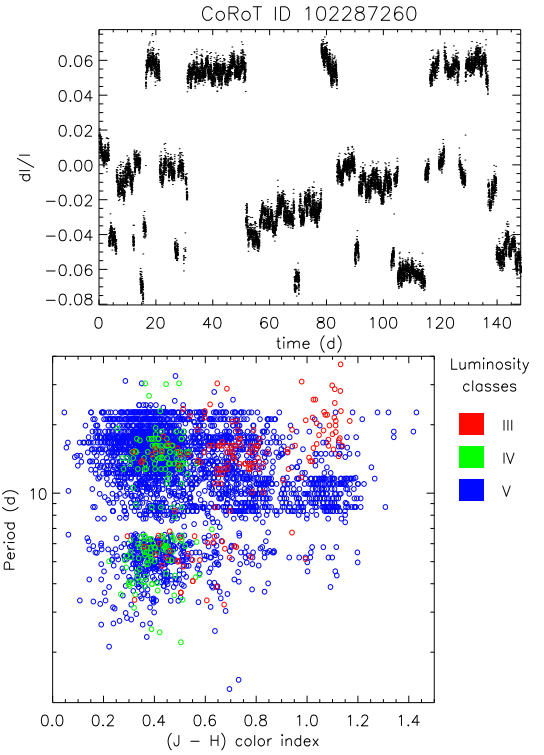 CoRoT ID 102287260
dI/I
0.06
0.04
0.02
0.00
−0.02
−0.04
−0.06
−0.08
0 20 40 60 80 100 120 140
time (d)
Luminosity
classes
III
IV
V
Period (d)
10
0.0 0.2 0.4 0.6 0.8 1.0 1.2 1.4
(J − H) color index